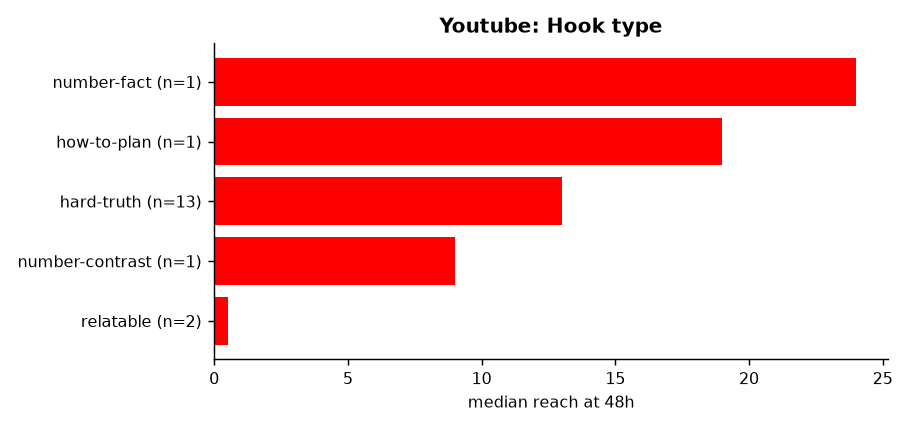 Youtube: Hook type
number-fact (n=1)
how-to-plan (n=1)
hard-truth (n=13)
number-contrast (n=1)
relatable (n=2)
0 5 10 15 20 25
median reach at 48h